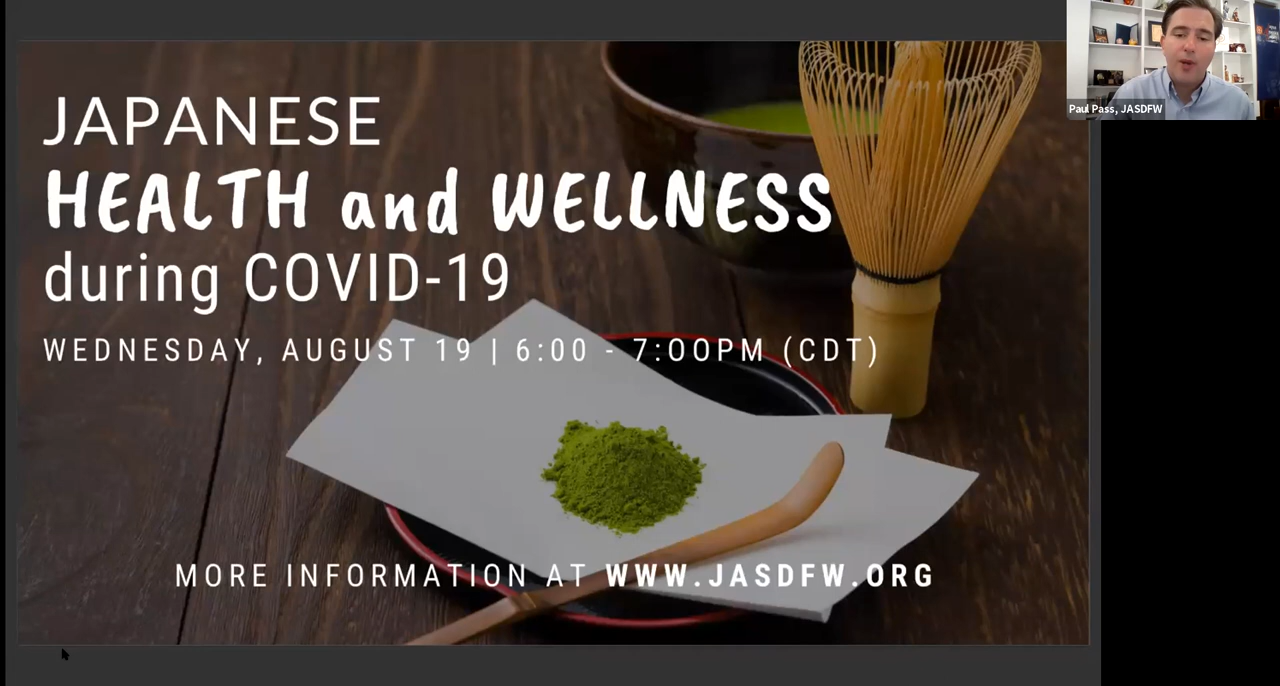 JAPANESE
HEALTH and WELLNESS
during COVID-19
WEDNESDAY, AUGUST 19 | 6:00 - 7:00PM (CDT)
MORE INFORMATION AT WWW.JASDFW.ORG
Paul Pass, JASDFW